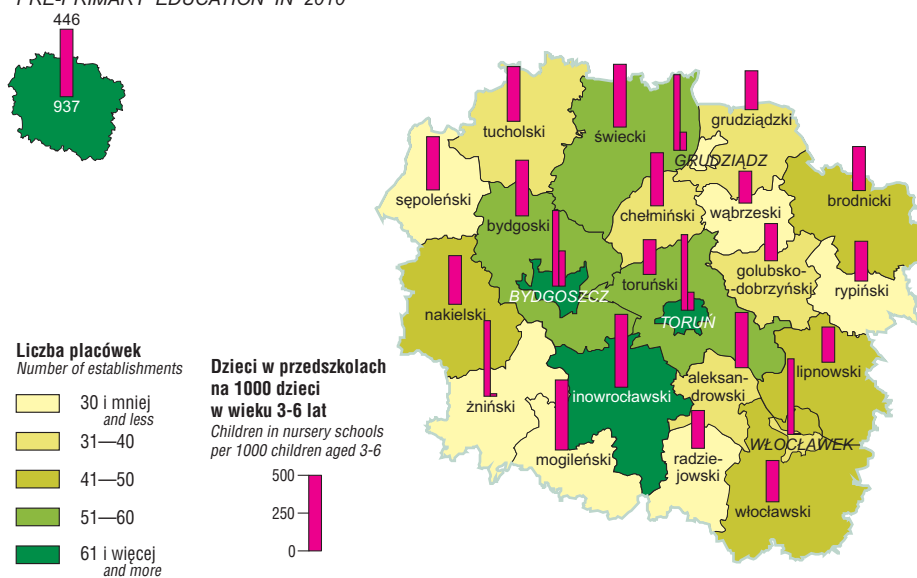 PRE-PRIMARY EDUCATION IN 2010
446
937
tucholski
świecki
grudziądzki
GRUDZIĄDZ
sępoleński
bydgoski
chełmiński
wąbrzeski
brodnicki
toruński
golubsko-
-dobrzyński
rypiński
nakielski
BYDGOSZCZ
TORUŃ
lipnowski
żniński
inowrocławski
aleksan-
drowski
WŁOCŁAWEK
mogileński
radzie-
jowski
włocławski
Liczba placówek
Number of establishments
30 i mniej
and less
31—40
41—50
51—60
61 i więcej
and more
Dzieci w przedszkolach
na 1000 dzieci
w wieku 3-6 lat
Children in nursery schools
per 1000 children aged 3-6
500
250
0